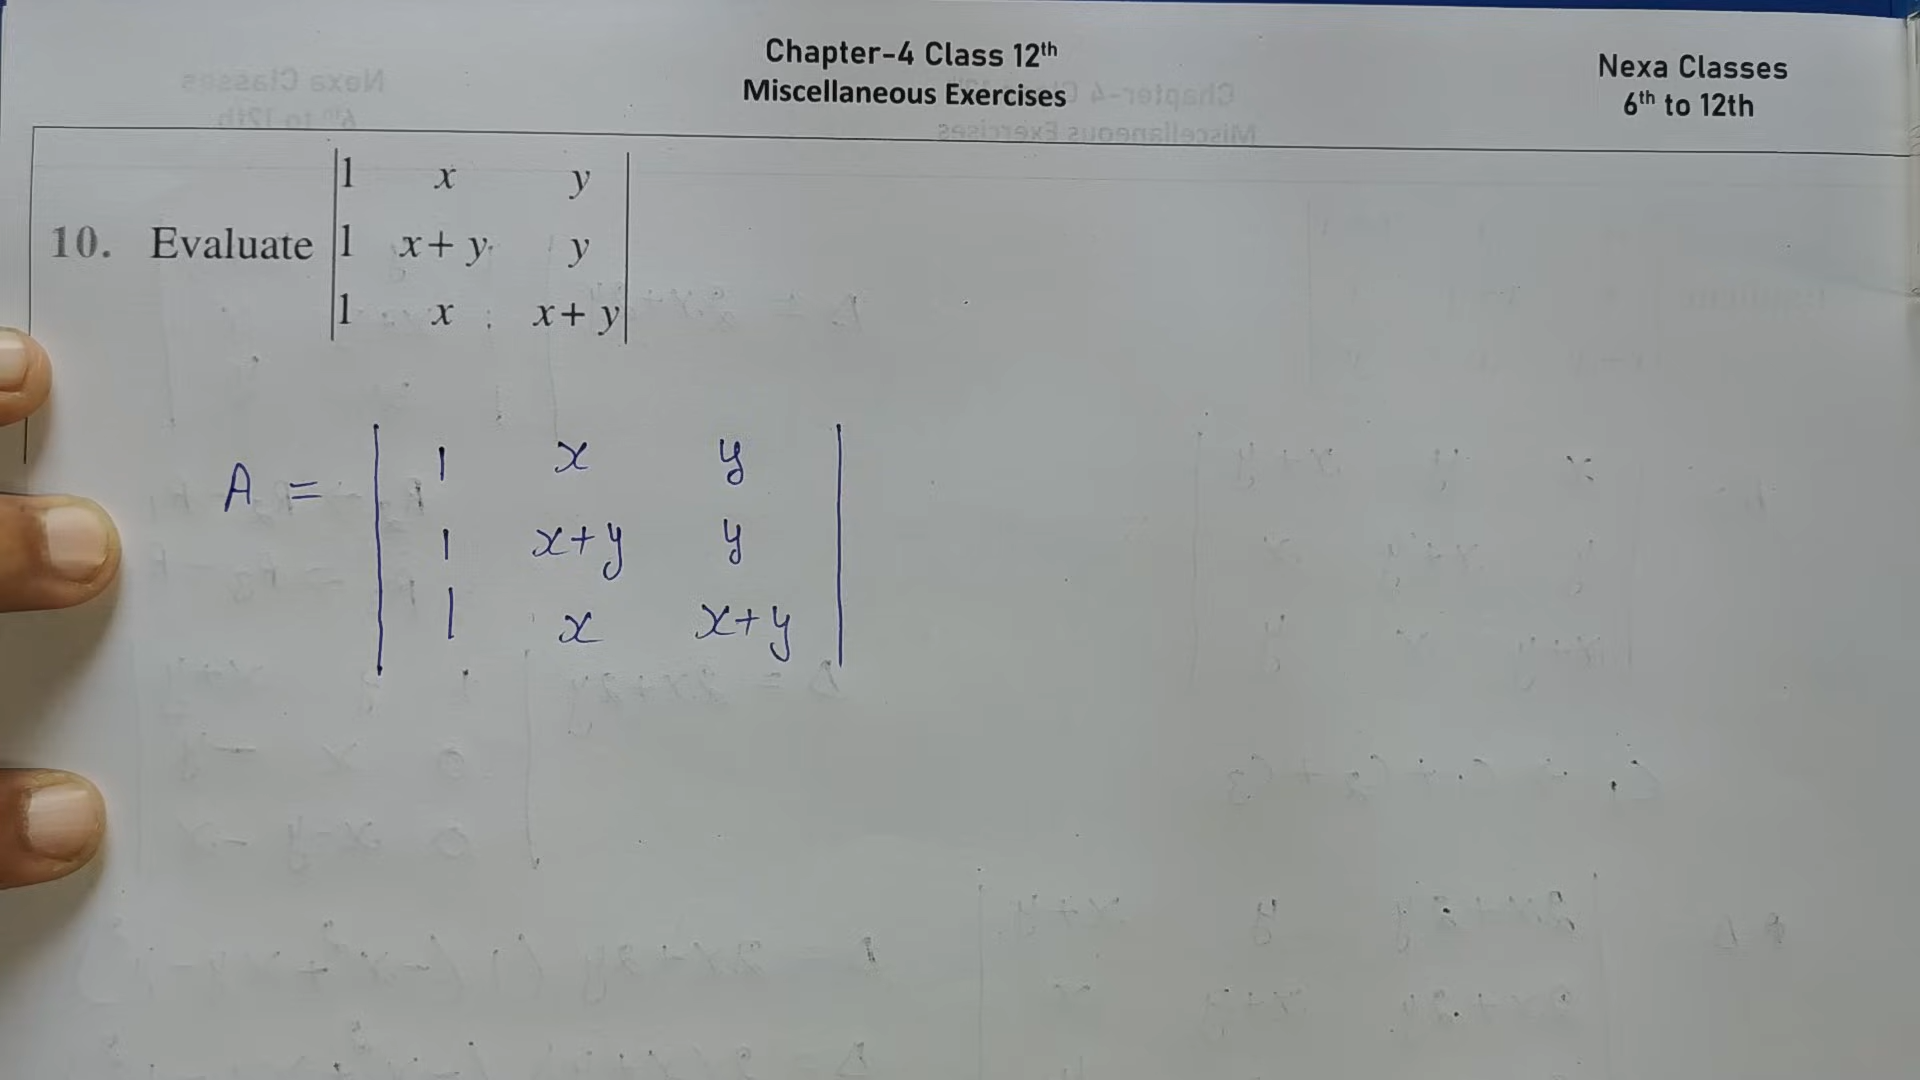 Chapter-4 Class 12th
Miscellaneous Exercises
Nexa Classes
6th to 12th
10. Evaluate
1 x y
1 x+y y
1 x x+y
A =
1 x y
1 x+y y
1 x x+y